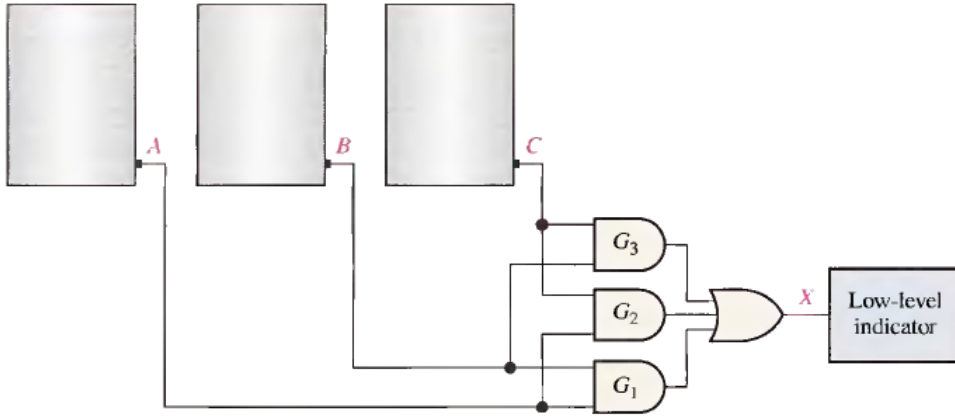 A
B
C
G3
G2
G1
X
Low-level
indicator